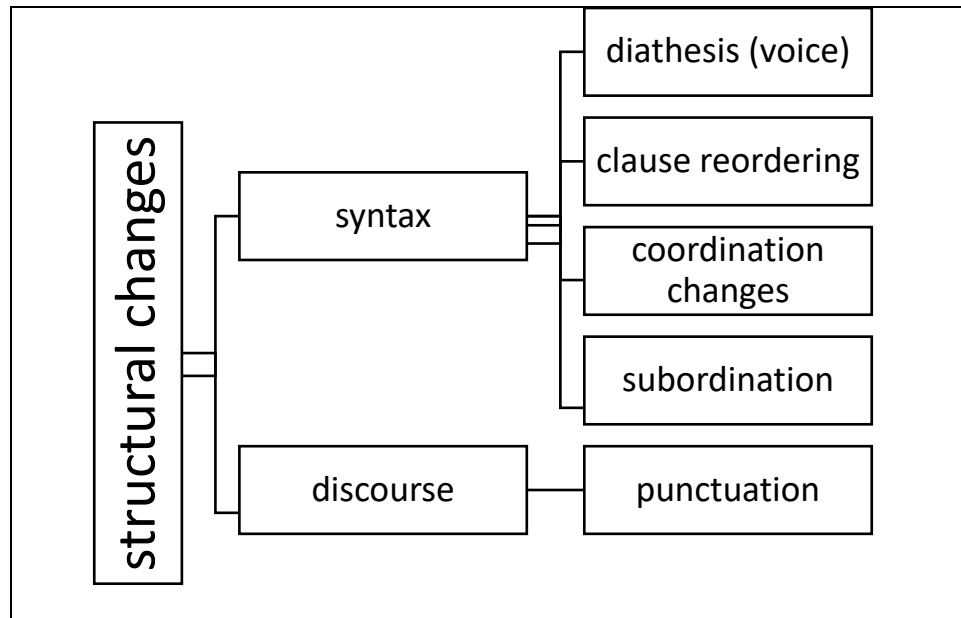 structural changes
syntax
diathesis (voice)
clause reordering
coordination
changes
subordination
discourse
punctuation